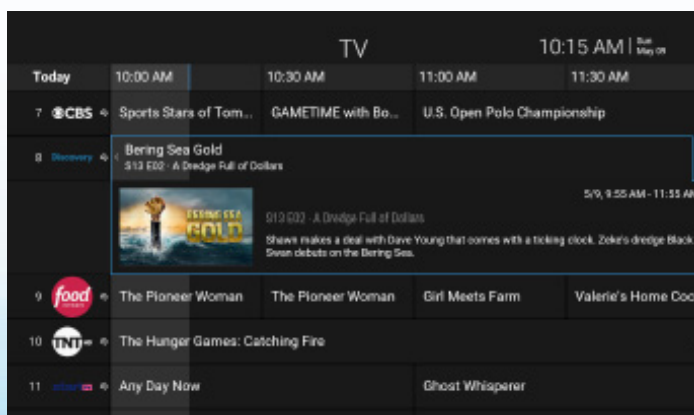 TV
10:15 AM | Sun
May 09
Today 10:00 AM 10:30 AM 11:00 AM 11:30 AM
7 CBS Sports Stars of Tom... GAMETIME with Bo... U.S. Open Polo Championship
8 Discovery Bering Sea Gold
S13 E02 - A Dredge Full of Dollars
5/9, 9:55 AM - 11:55 AM
BERING SEA
GOLD
S13 E02 - A Dredge Full of Dollars
Shawn makes a deal with Dave Young that comes with a ticking clock. Zeke's dredge Black
Swan debuts on the Bering Sea.
9 food The Pioneer Woman The Pioneer Woman Girl Meets Farm Valerie's Home Coo
10 TNT The Hunger Games: Catching Fire
11 Any Day Now Ghost Whisperer